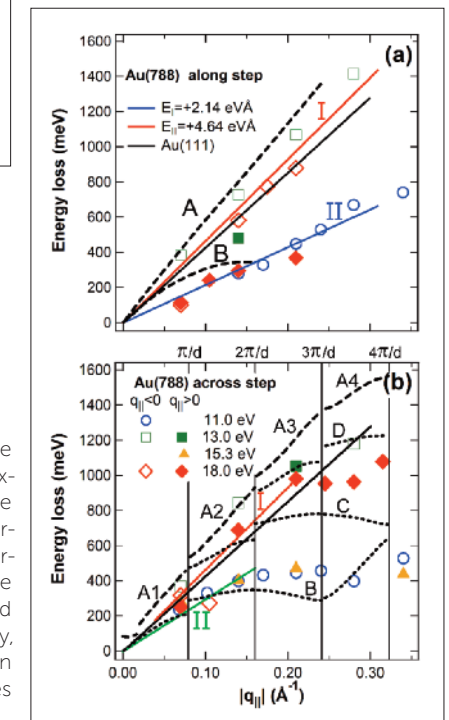 1600
1400
1200
1000
800
600
400
200
0
Energy loss (meV)
(a)
Au(788) along step
E_I=+2.14 eVÅ
E_II=+4.64 eVÅ
Au(111)
A
B
I
II
π/d
2π/d
3π/d
4π/d
(b)
Au(788) across step
q||<0 q||>0
11.0 eV
13.0 eV
15.3 eV
18.0 eV
A1
A2
A3
A4
I
II
D
C
B
1600
1400
1200
1000
800
600
400
200
0
Energy loss (meV)
0.00
0.10
0.20
0.30
|q||| (Å⁻¹)
e
x-
e
r-
r-
e
d
y,
n
es